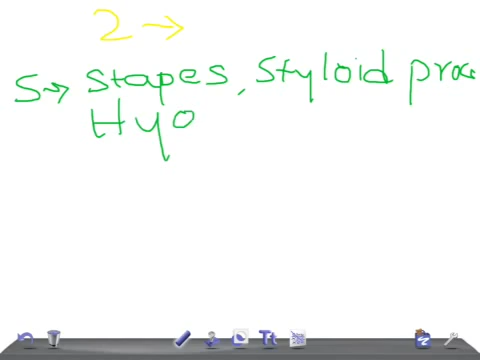 2 →
S → stapes, styloid proc
Hyo